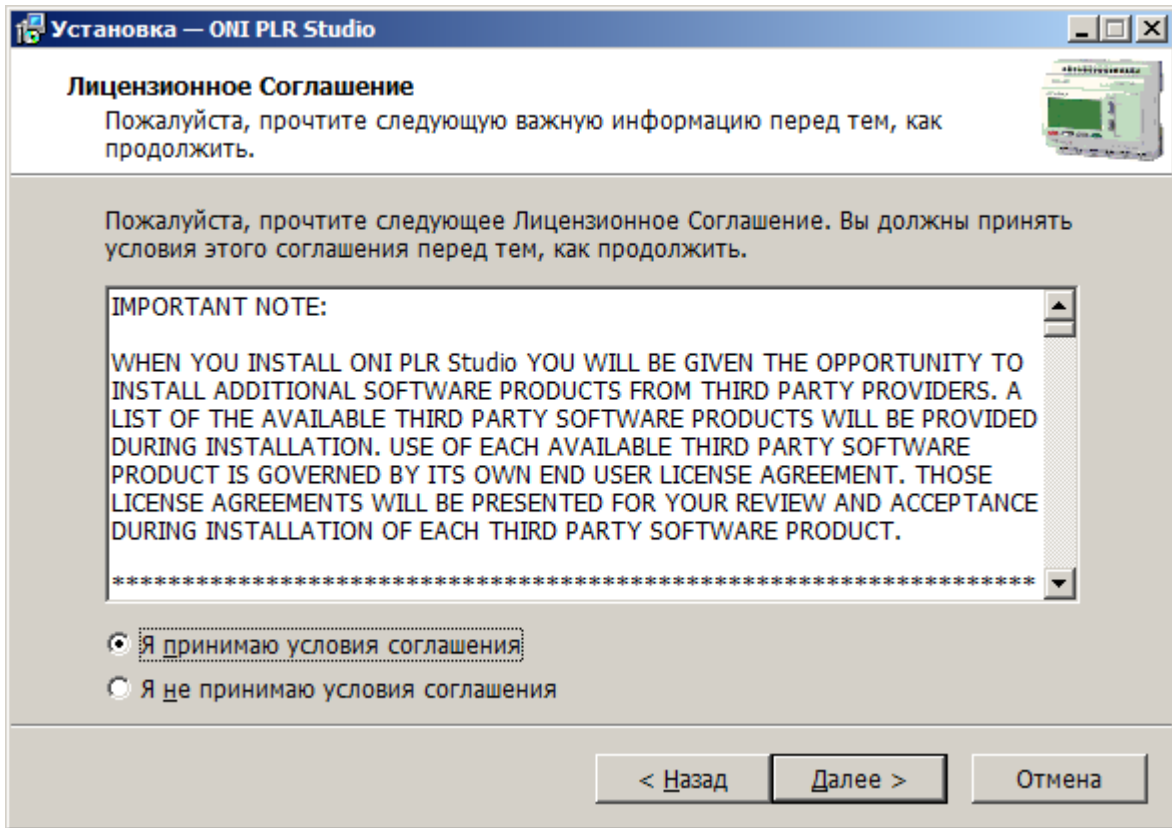 Установка — ONI PLR Studio
Лицензионное Соглашение
Пожалуйста, прочтите следующую важную информацию перед тем, как
продолжить.
Пожалуйста, прочтите следующее Лицензионное Соглашение. Вы должны принять
условия этого соглашения перед тем, как продолжить.
IMPORTANT NOTE:
WHEN YOU INSTALL ONI PLR Studio YOU WILL BE GIVEN THE OPPORTUNITY TO
INSTALL ADDITIONAL SOFTWARE PRODUCTS FROM THIRD PARTY PROVIDERS. A
LIST OF THE AVAILABLE THIRD PARTY SOFTWARE PRODUCTS WILL BE PROVIDED
DURING INSTALLATION. USE OF EACH AVAILABLE THIRD PARTY SOFTWARE
PRODUCT IS GOVERNED BY ITS OWN END USER LICENSE AGREEMENT. THOSE
LICENSE AGREEMENTS WILL BE PRESENTED FOR YOUR REVIEW AND ACCEPTANCE
DURING INSTALLATION OF EACH THIRD PARTY SOFTWARE PRODUCT.
******************************************************************
Я принимаю условия соглашения
Я не принимаю условия соглашения
< Назад
Далее >
Отмена